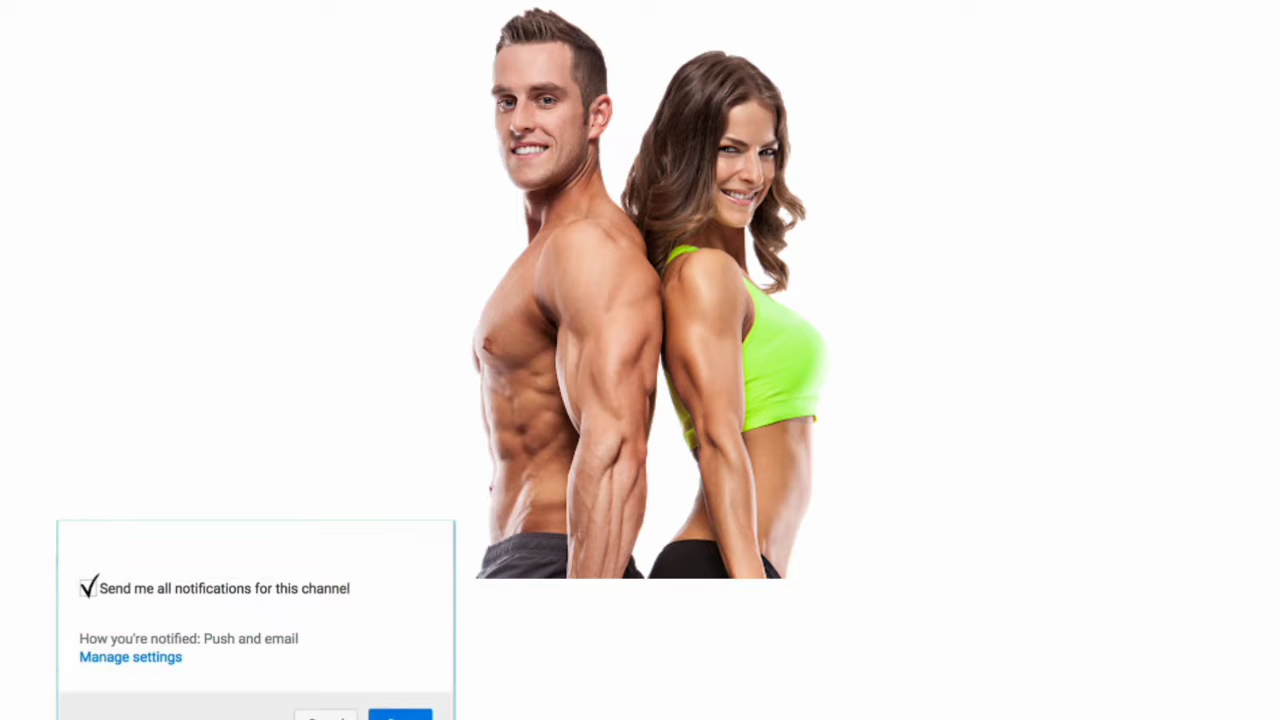 Send me all notifications for this channel
How you're notified: Push and email
Manage settings